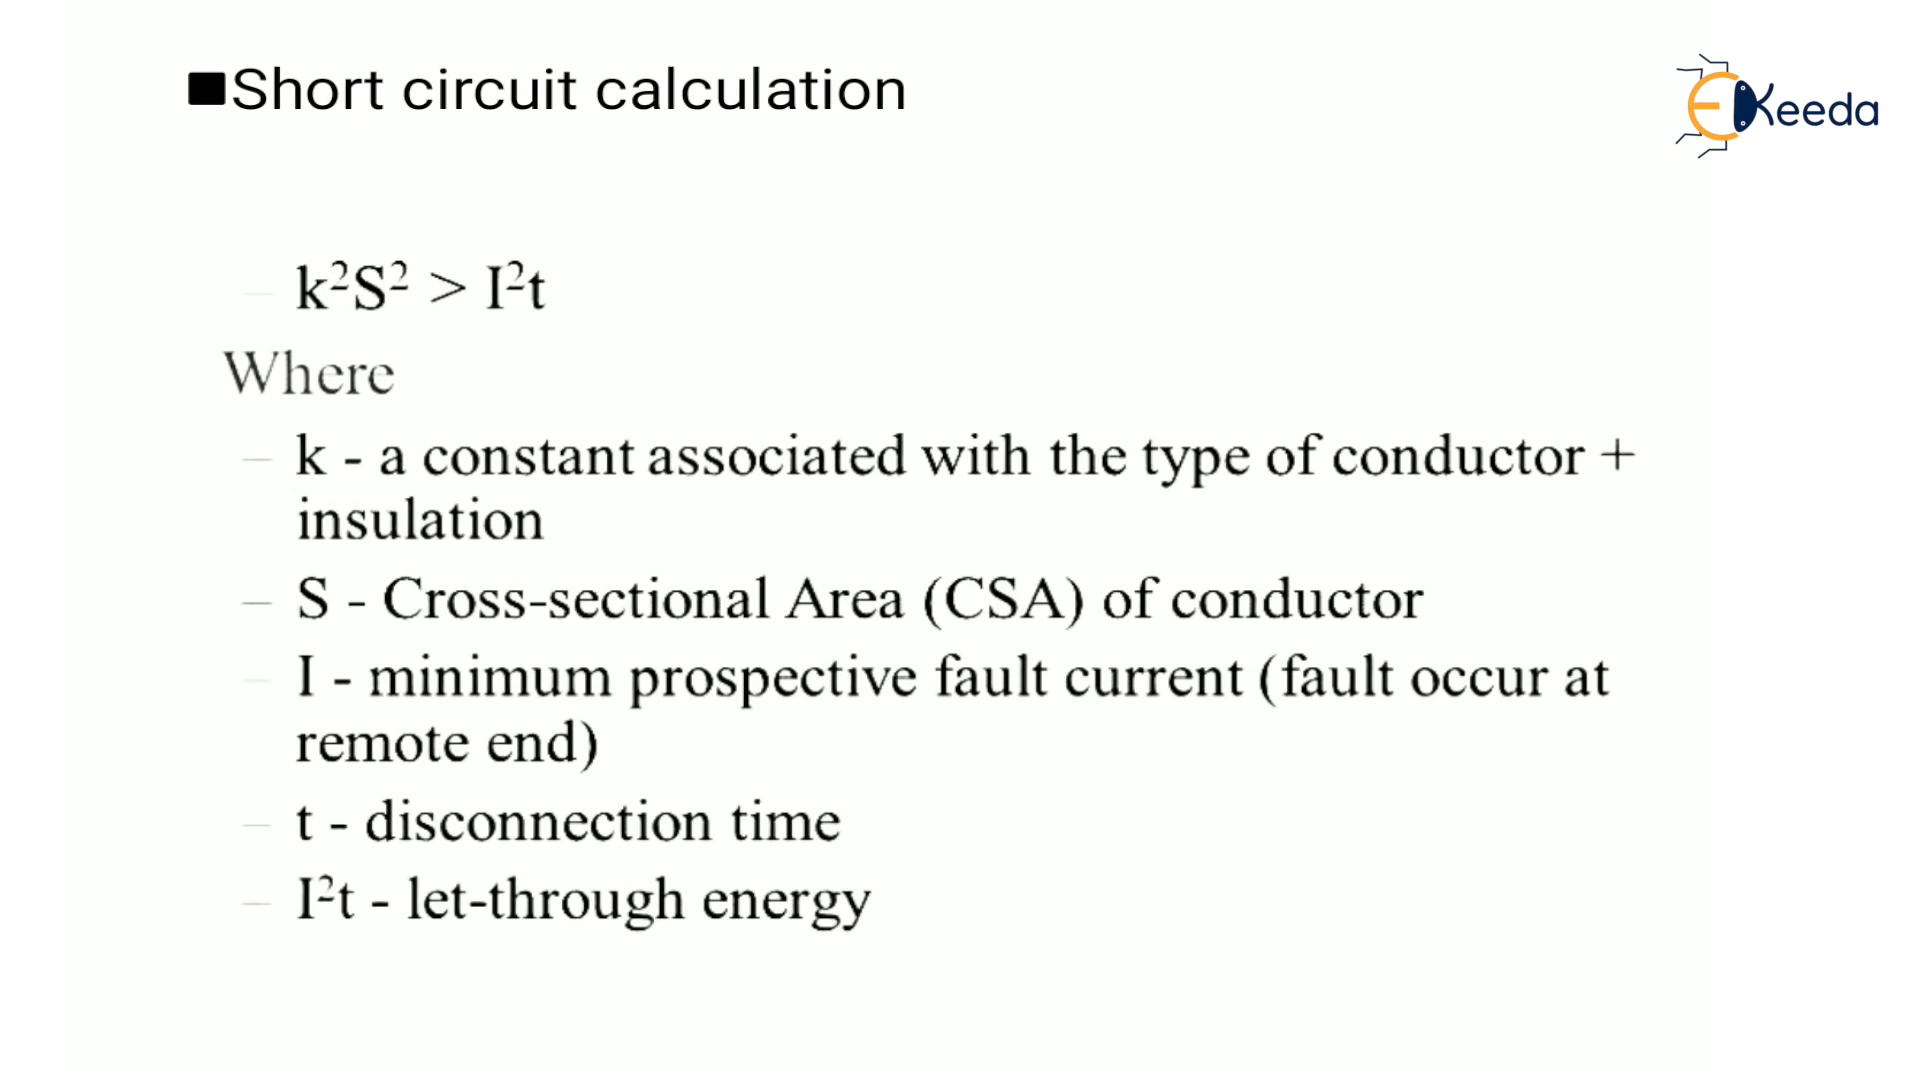 ■Short circuit calculation
EKeeda
– k²S² > I²t
Where
– k - a constant associated with the type of conductor +
insulation
– S - Cross-sectional Area (CSA) of conductor
– I - minimum prospective fault current (fault occur at
remote end)
– t - disconnection time
– I²t - let-through energy